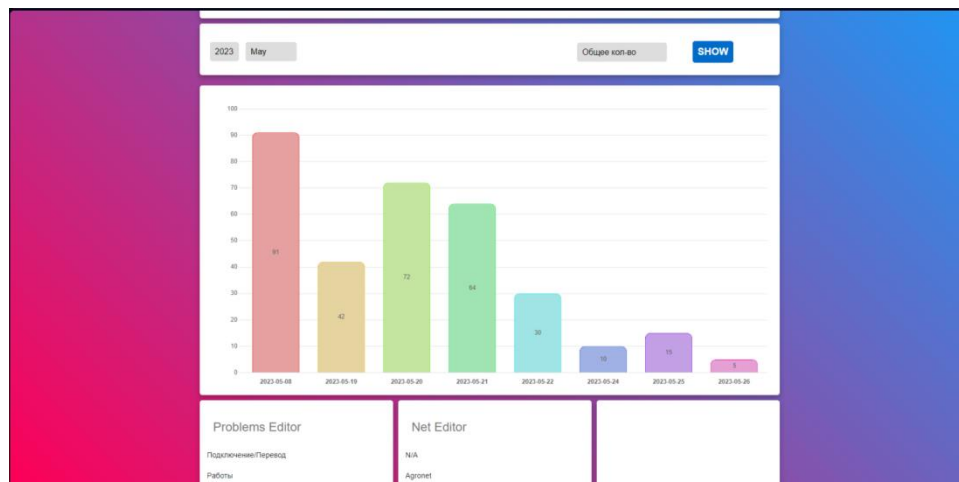 2023 May Общее кол-во SHOW
100
90
80
70
60
50
40
30
20
10
0
91 42 72 64 30 10 15 5
2023-05-08 2023-05-19 2023-05-20 2023-05-21 2023-05-22 2023-05-24 2023-05-25 2023-05-26
Problems Editor
Подключение/Перевод
Работы
Net Editor
N/A
Agronet